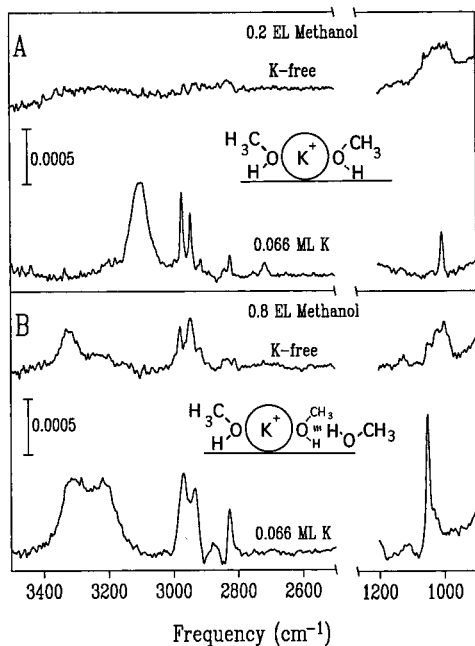 A
0.2 EL Methanol
K-free
0.0005
H₃C CH₃
O K⁺ O
H H
0.066 ML K
B
0.8 EL Methanol
K-free
0.0005
H₃C CH₃
O K⁺ O HO CH₃
H H
0.066 ML K
3400 3200 3000 2800 2600 1200 1000
Frequency (cm⁻¹)